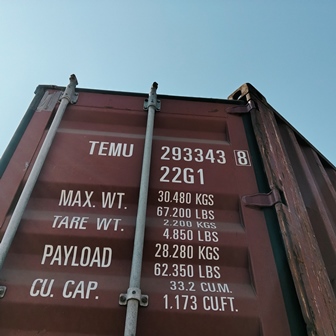 TEMU 293343 8
22G1
MAX. WT. 30.480 KGS
67.200 LBS
TARE WT. 2.200 KGS
4.850 LBS
PAYLOAD 28.280 KGS
62.350 LBS
CU. CAP. 33.2 CU.M.
1.173 CU.FT.